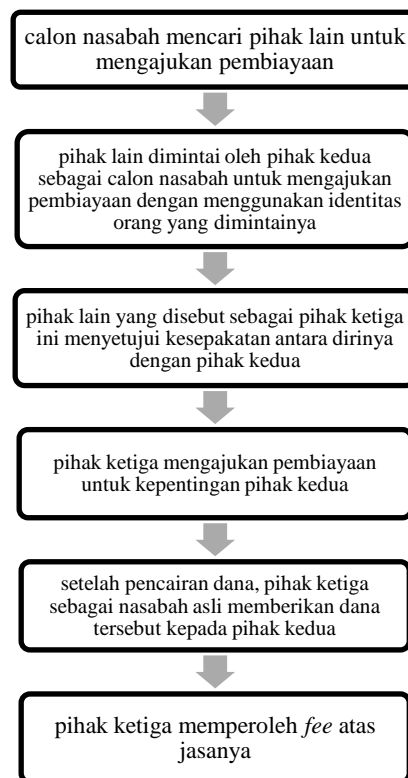 calon nasabah mencari pihak lain untuk
mengajukan pembiayaan
pihak lain dimintai oleh pihak kedua
sebagai calon nasabah untuk mengajukan
pembiayaan dengan menggunakan identitas
orang yang dimintainya
pihak lain yang disebut sebagai pihak ketiga
ini menyetujui kesepakatan antara dirinya
dengan pihak kedua
pihak ketiga mengajukan pembiayaan
untuk kepentingan pihak kedua
setelah pencairan dana, pihak ketiga
sebagai nasabah asli memberikan dana
tersebut kepada pihak kedua
pihak ketiga memperoleh fee atas
jasanya